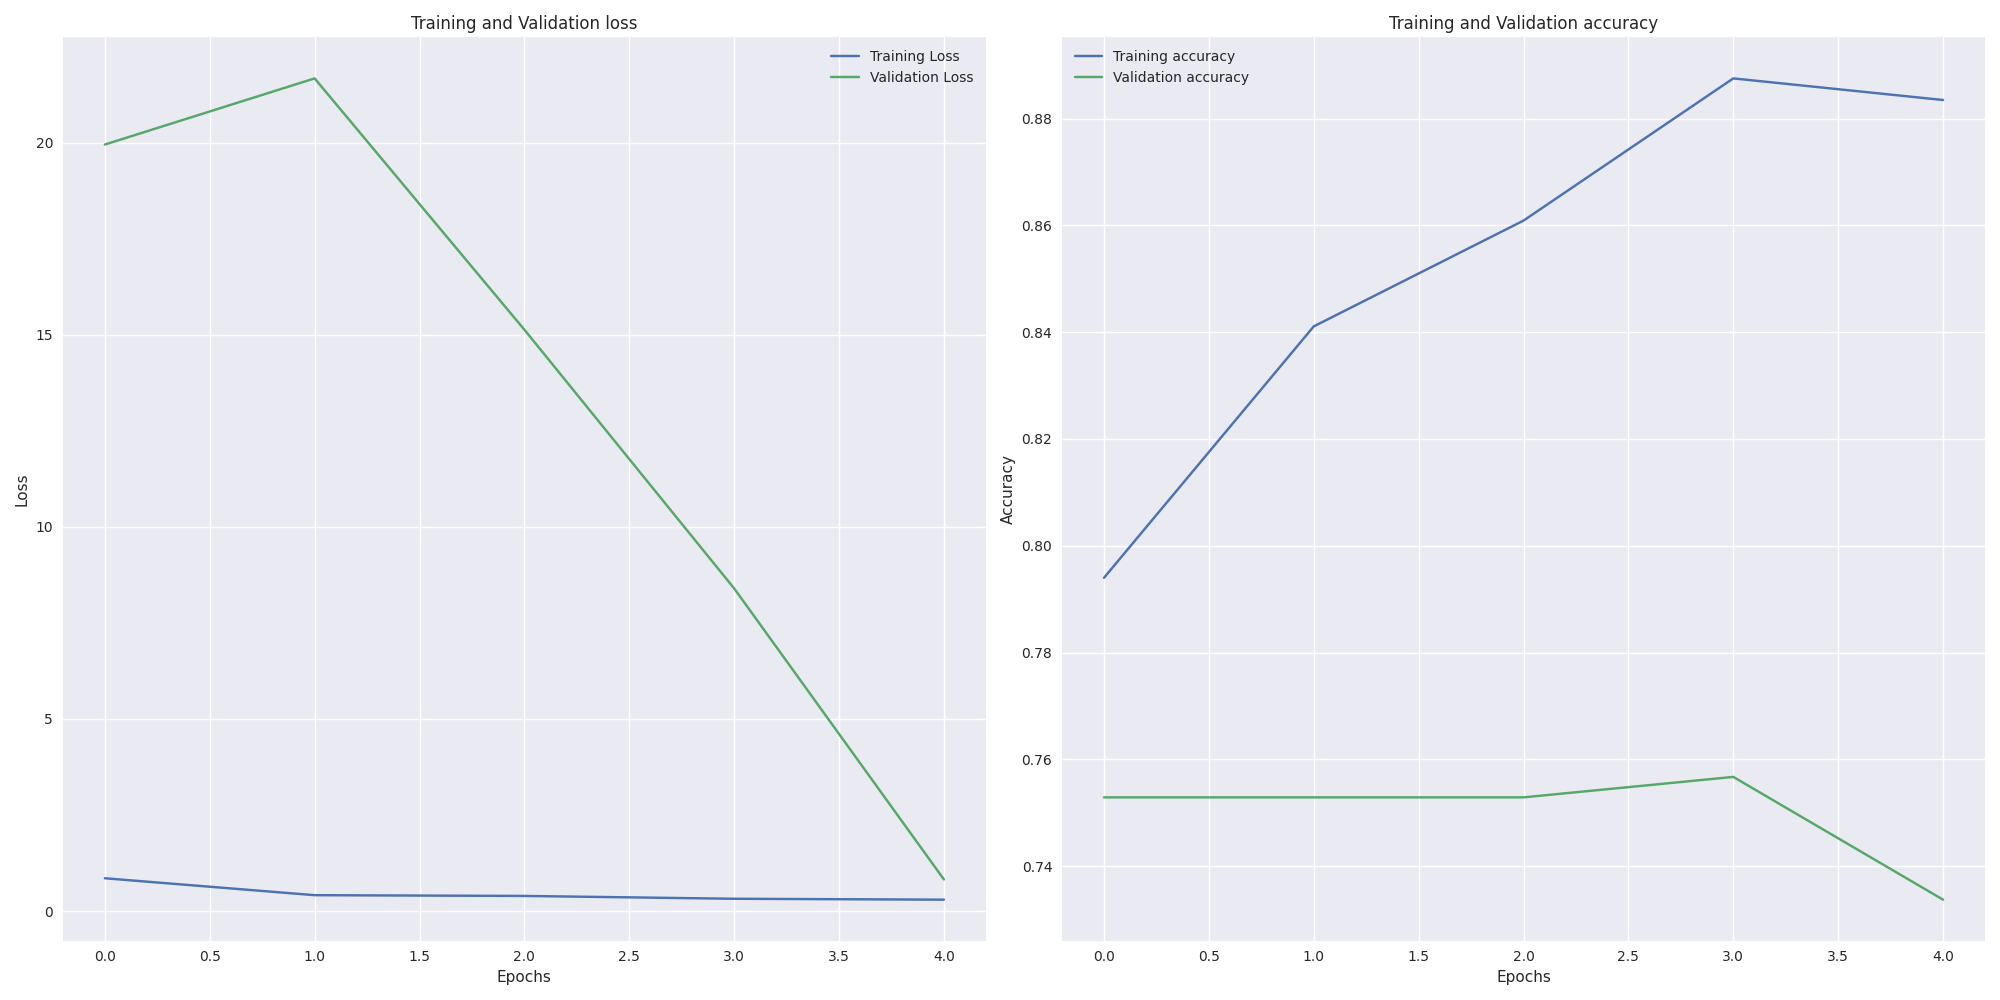 Training and Validation loss
Training Loss
Validation Loss
20
15
10
5
0
Loss
0.0 0.5 1.0 1.5 2.0 2.5 3.0 3.5 4.0
Epochs
Training and Validation accuracy
Training accuracy
Validation accuracy
0.88
0.86
0.84
0.82
0.80
0.78
0.76
0.74
Accuracy
0.0 0.5 1.0 1.5 2.0 2.5 3.0 3.5 4.0
Epochs